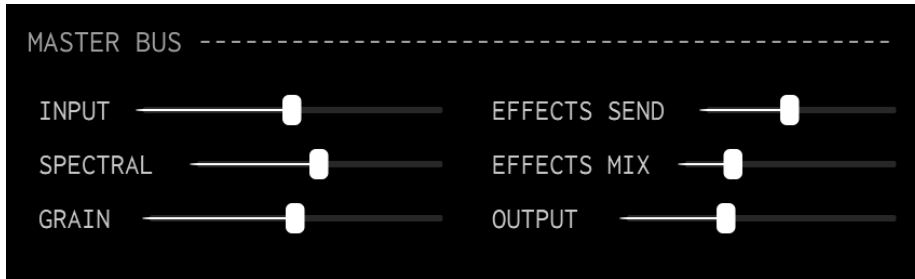 MASTER BUS
INPUT
EFFECTS SEND
SPECTRAL
EFFECTS MIX
GRAIN
OUTPUT